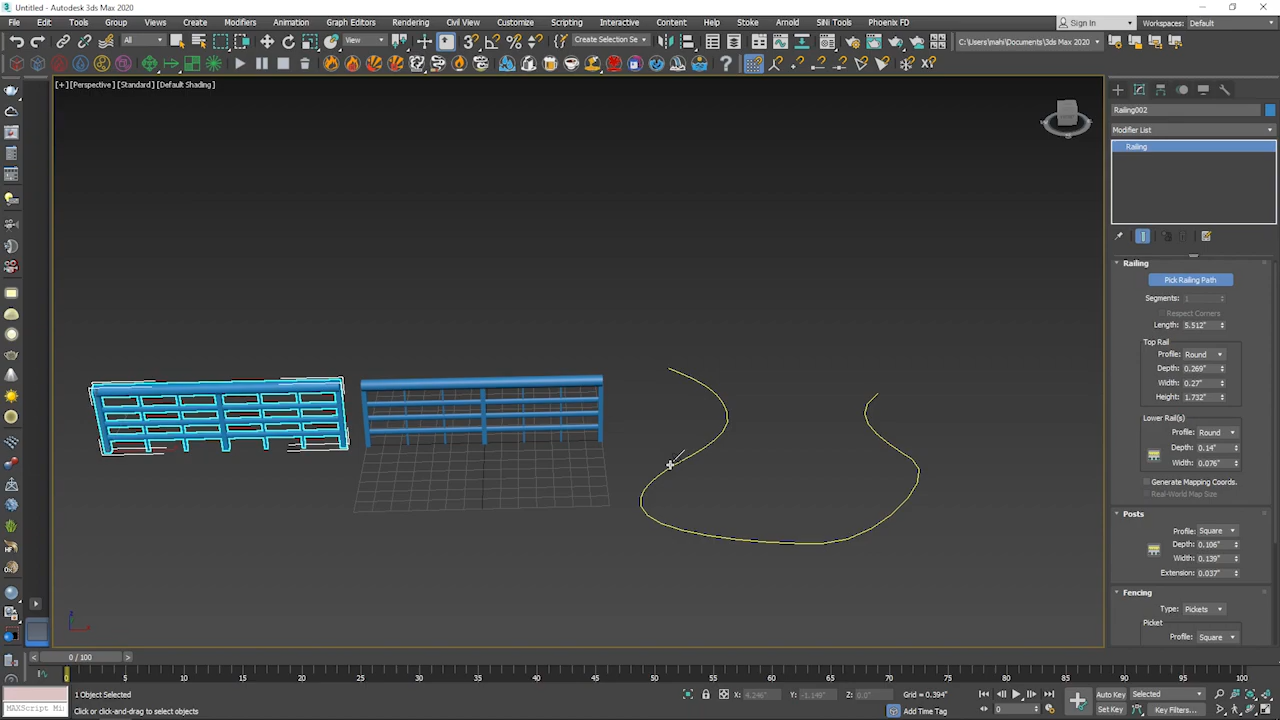 Untitled - Autodesk 3ds Max 2020
File Edit Tools Group Views Create Modifiers Animation Graph Editors Rendering Civil View Customize Scripting Interactive Content Help Stoke Arnold SiNi Tools Phoenix FD Sign In Workspaces: Default
All View Create Selection Se C:\Users\mahi\Documents\3ds Max 2020
[+] [Perspective] [Standard] [Default Shading]
Railing002
Modifier List
Railing
Railing
Pick Railing Path
Segments: 1
Respect Corners
Length: 5.512"
Top Rail
Profile: Round
Depth: 0.269"
Width: 0.27"
Height: 1.732"
Lower Rail(s)
Profile: Round
Depth: 0.14"
Width: 0.076"
Generate Mapping Coords.
Real-World Map Size
Posts
Profile: Square
Depth: 0.106"
Width: 0.139"
Extension: 0.037"
Fencing
Type: Pickets
Picket
Profile: Square
0 / 100
0 5 10 15 20 25 30 35 40 45 50 55 60 65 70 75 80 85 90 95 100
1 Object Selected X: 4.246" Y: -1.149" Z: 0.0" Grid = 0.394" Auto Key Selected
MAXScript Mi Click or click-and-drag to select objects Add Time Tag 0 Set Key Key Filters...